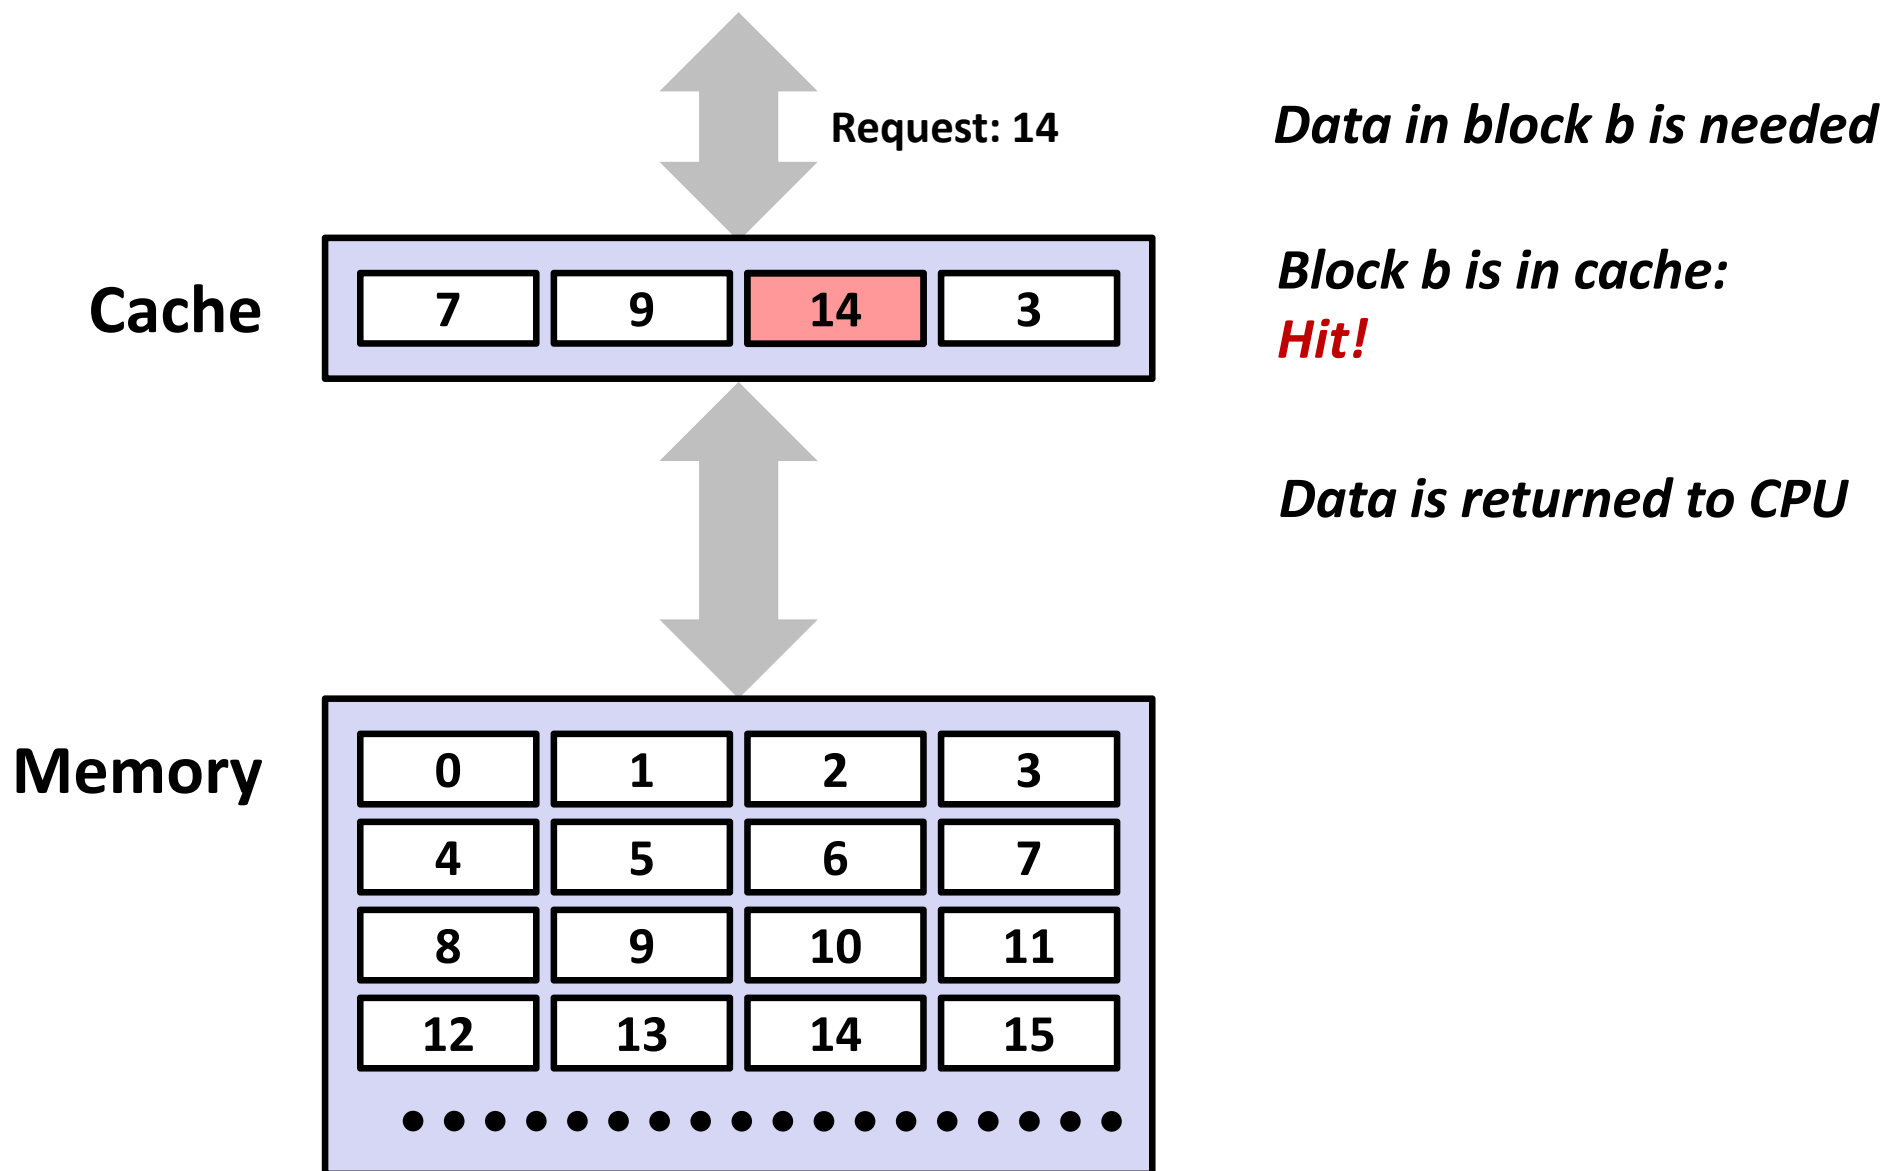 Request: 14
Data in block b is needed
Cache
7 9 14 3
Block b is in cache:
Hit!
Data is returned to CPU
Memory
0 1 2 3
4 5 6 7
8 9 10 11
12 13 14 15